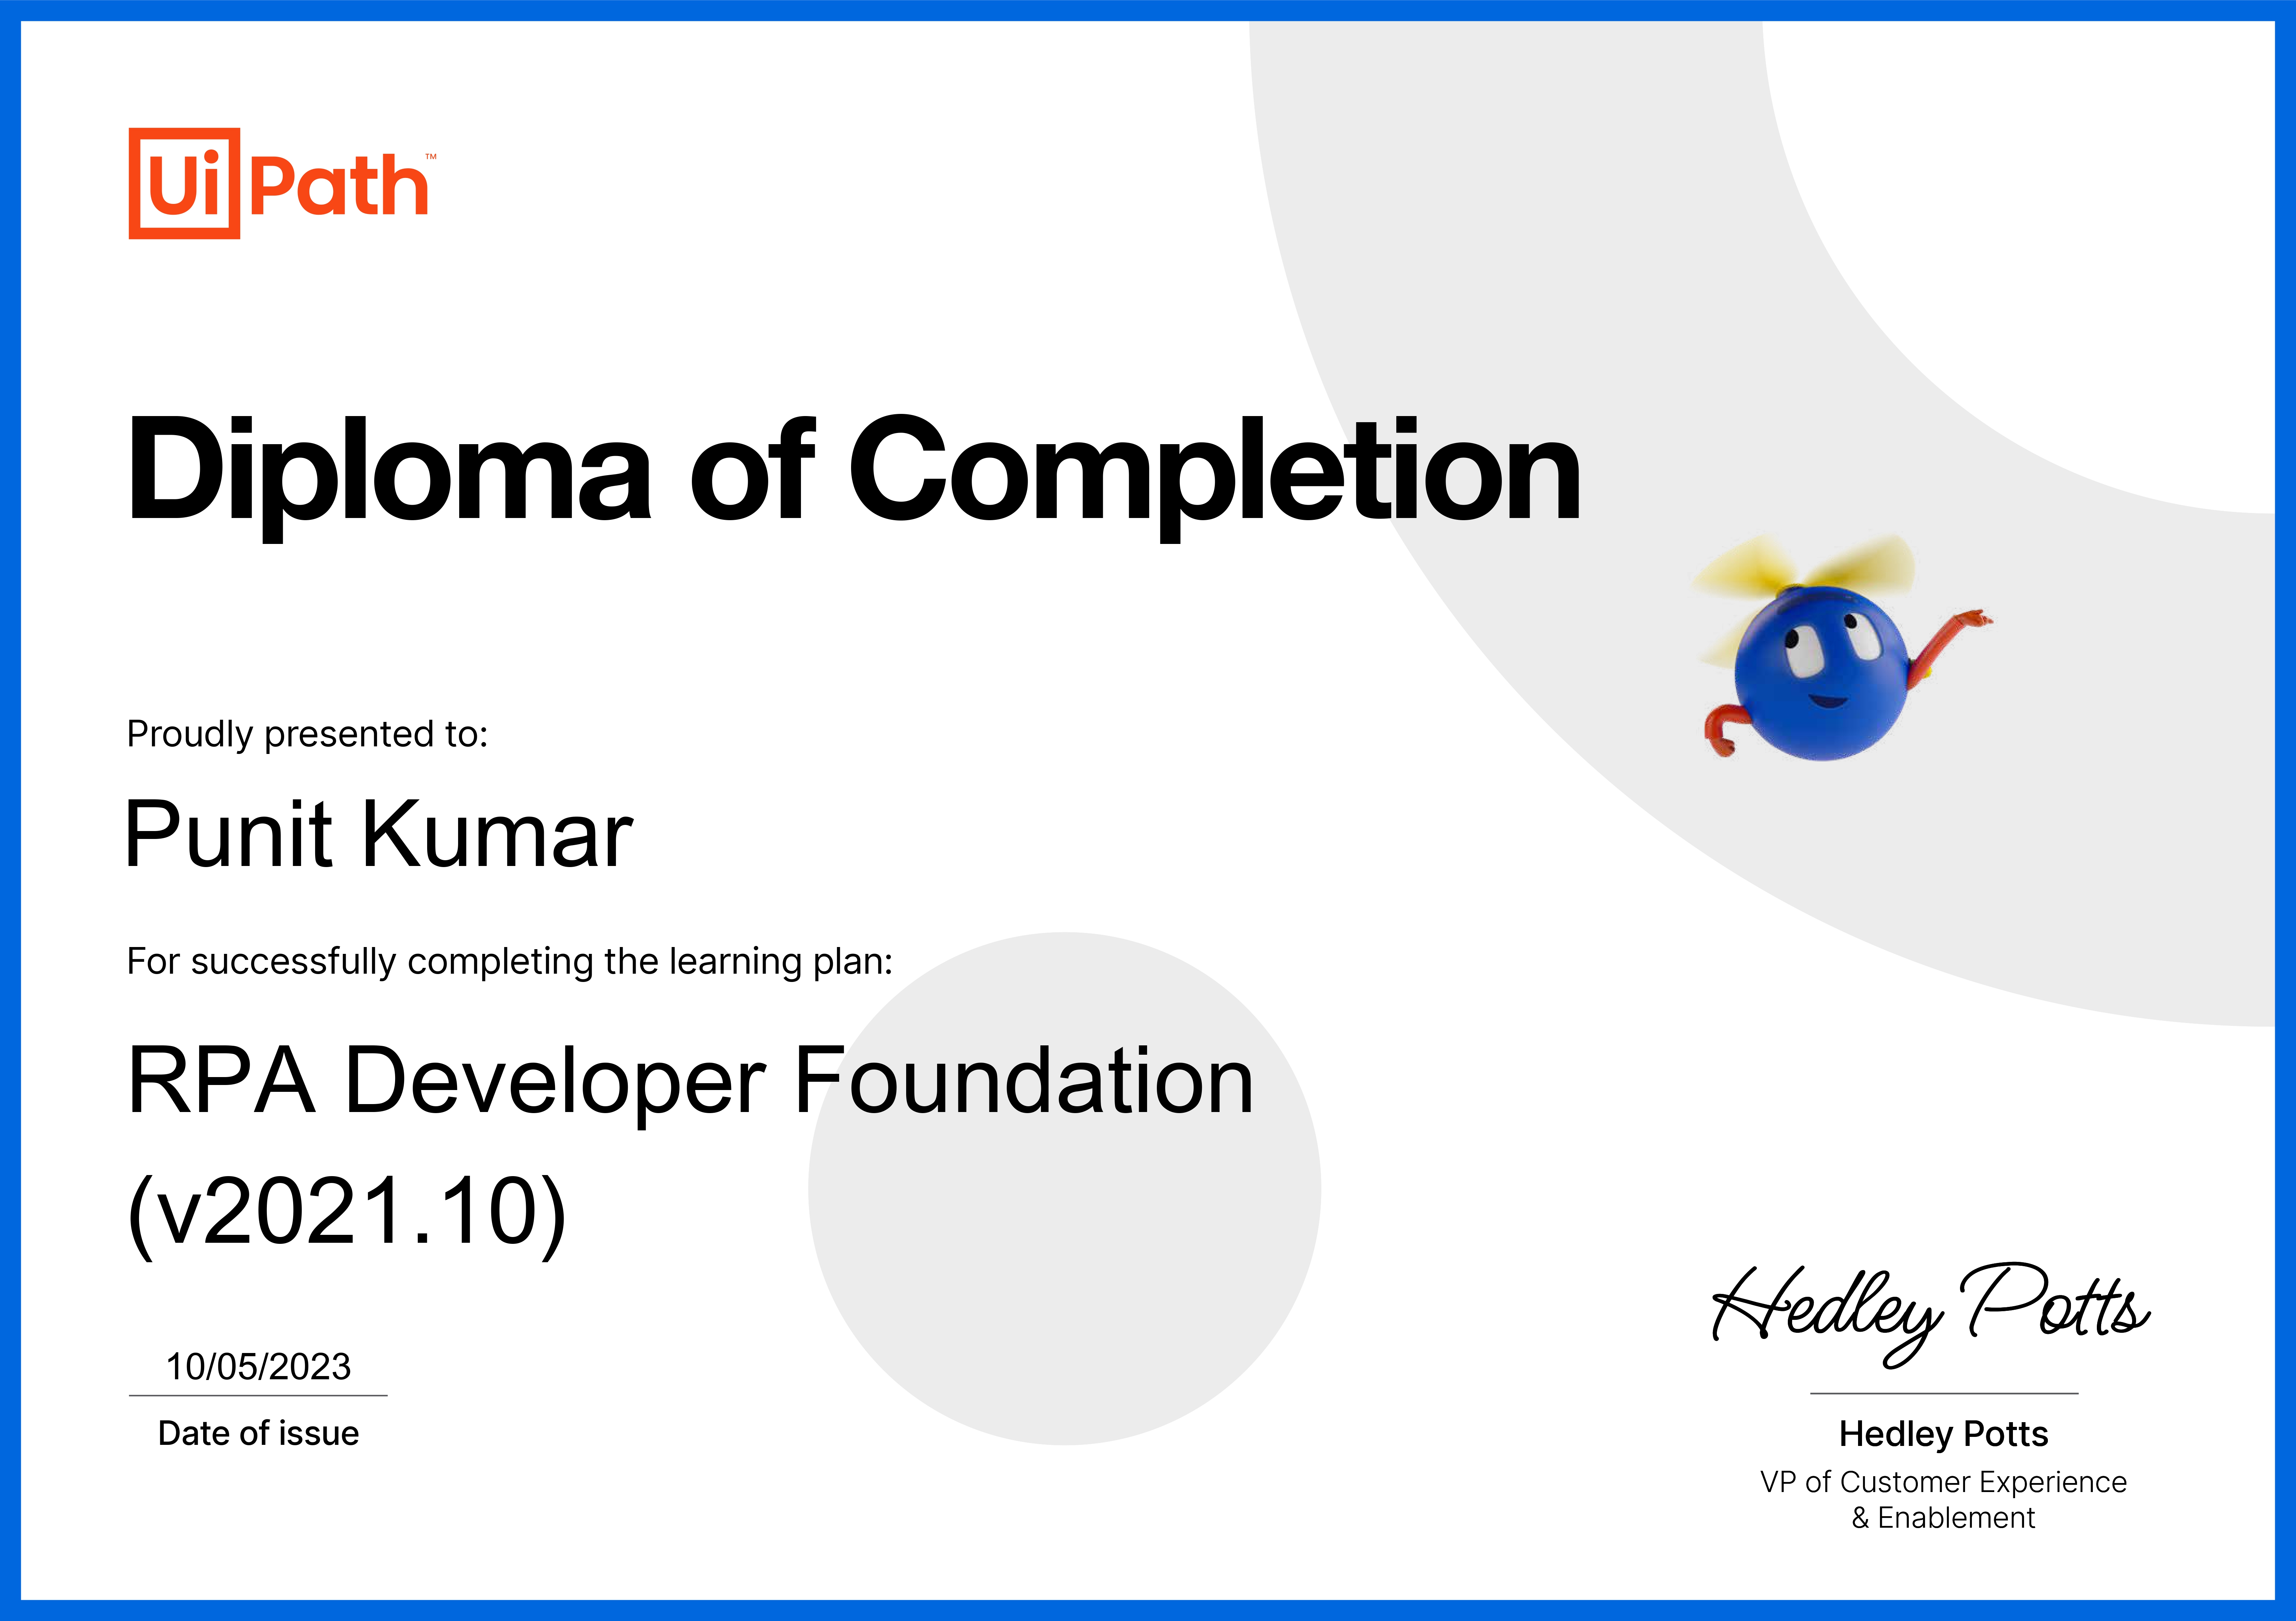 UiPath™
Diploma of Completion
Proudly presented to:
Punit Kumar
For successfully completing the learning plan:
RPA Developer Foundation
(v2021.10)
Hedley Potts
10/05/2023
Date of issue
Hedley Potts
VP of Customer Experience
& Enablement